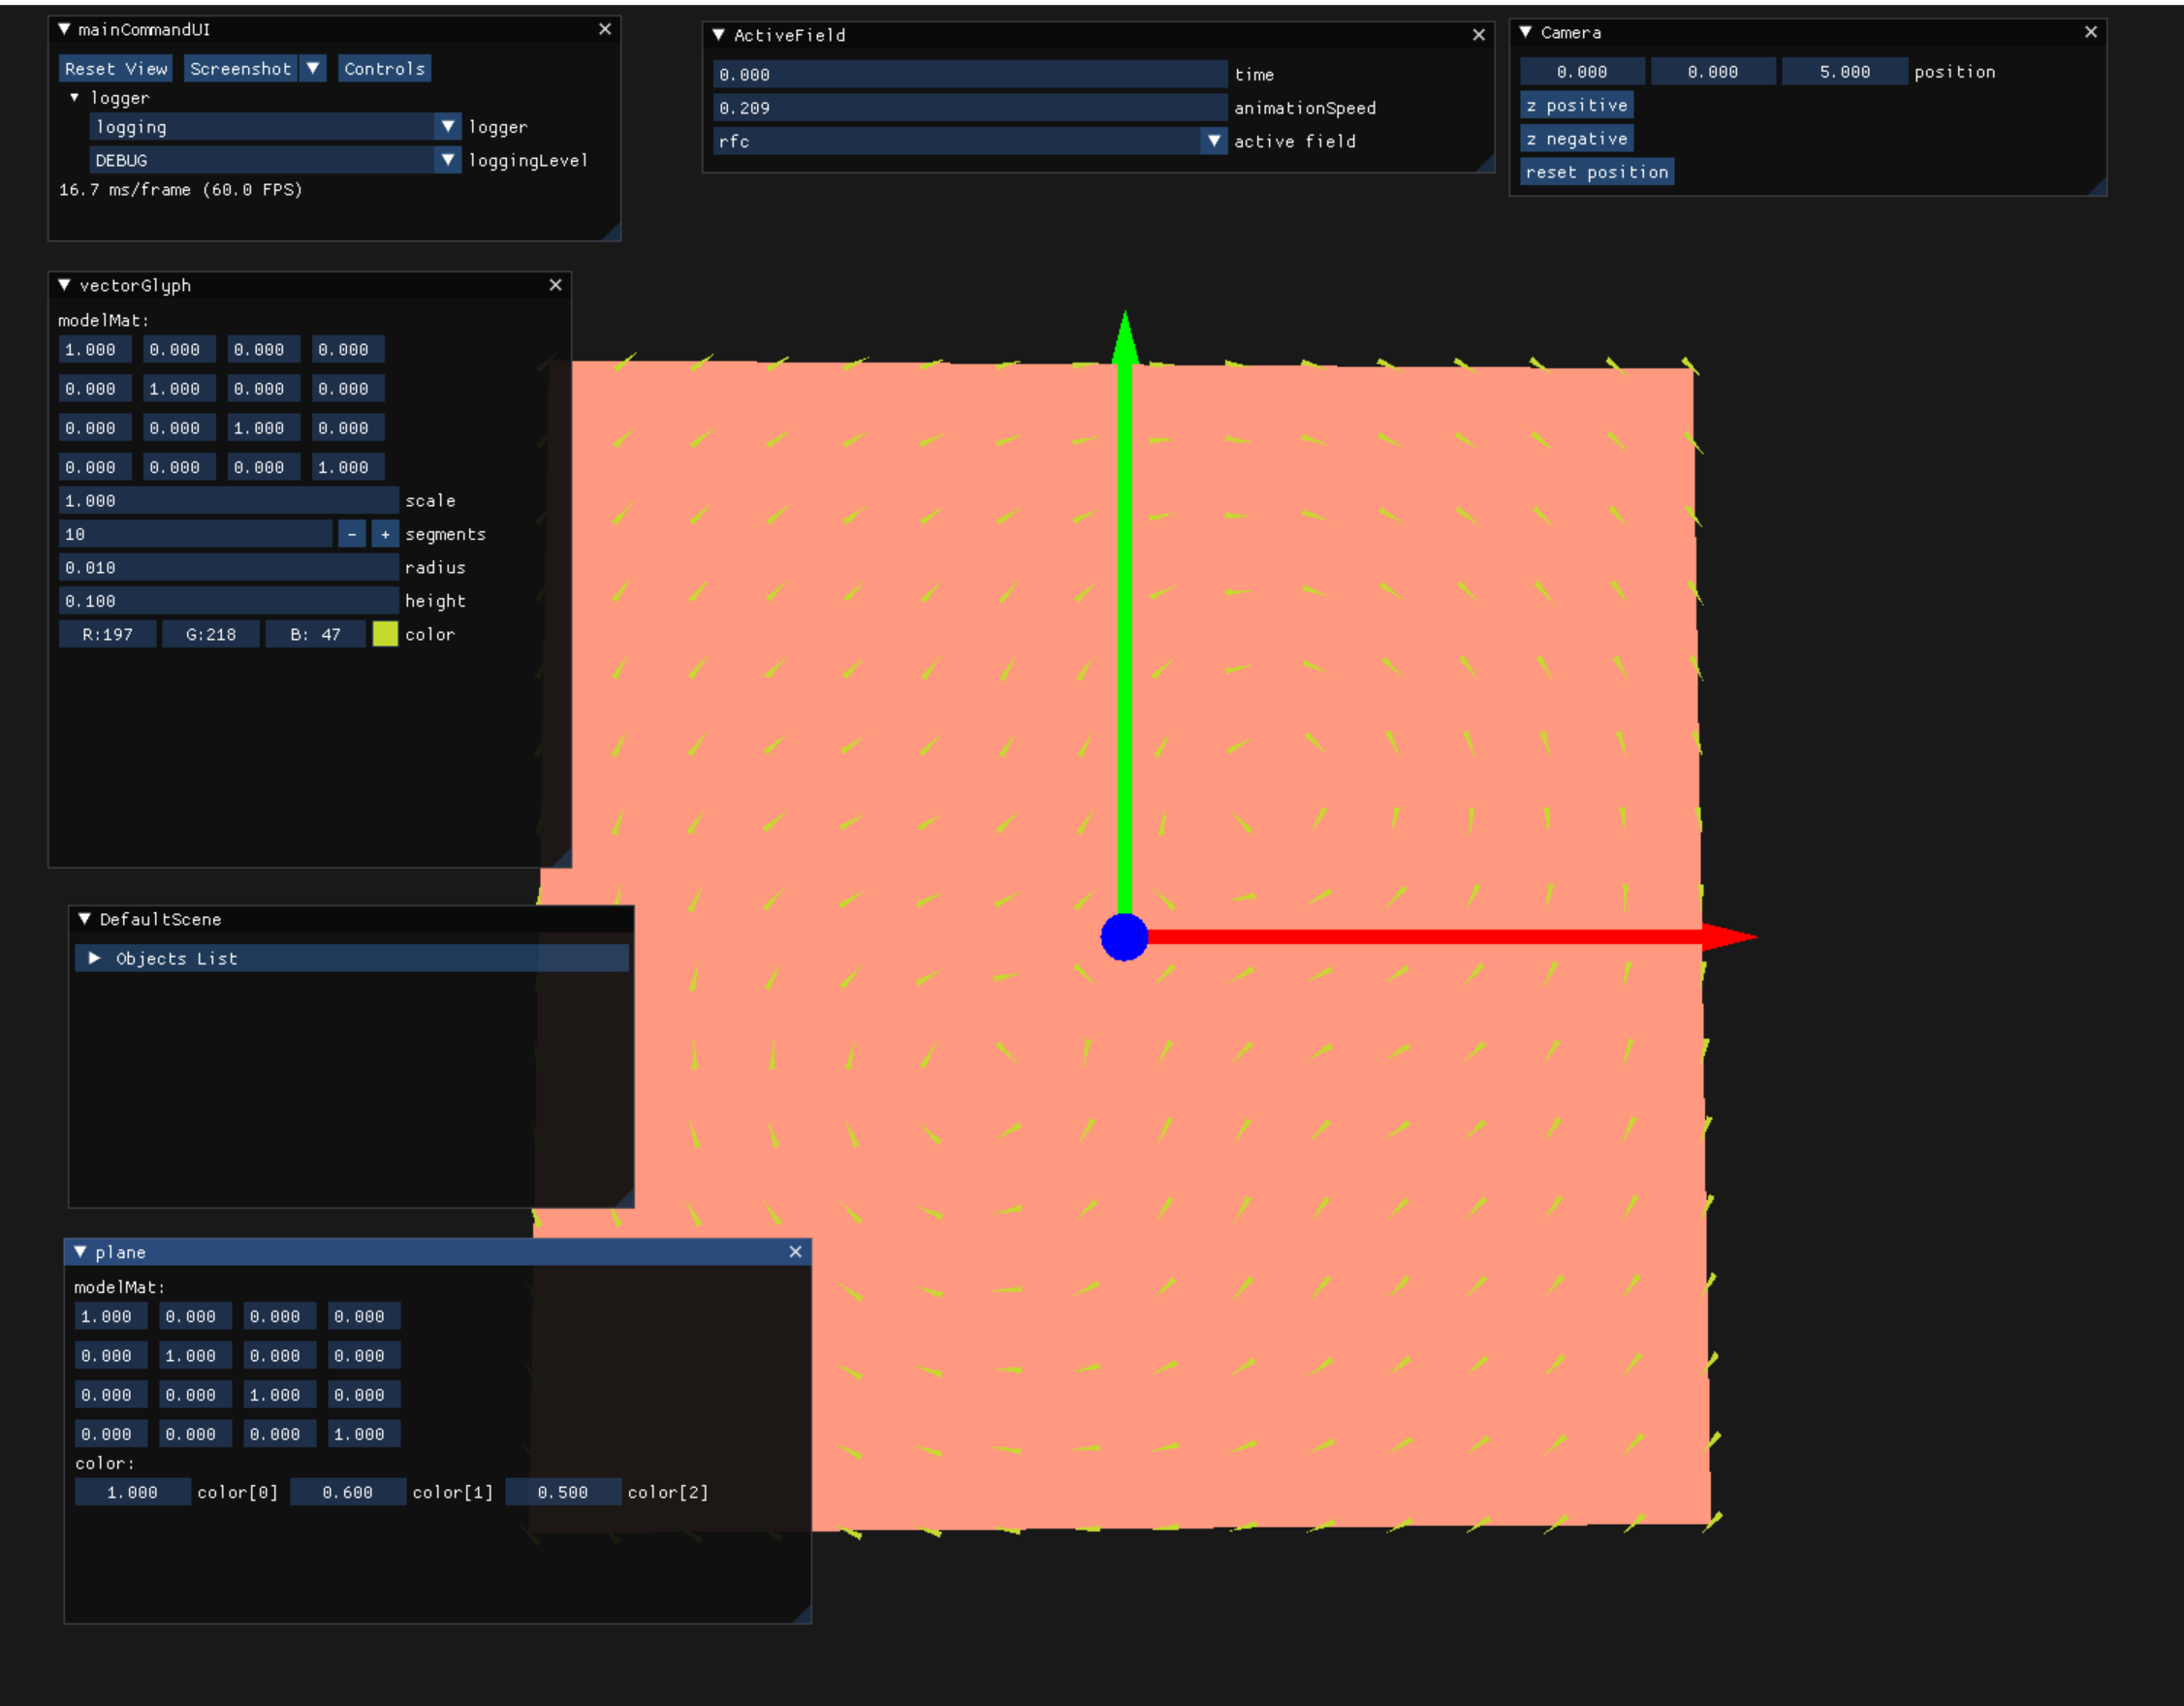 mainCommandUI
Reset View Screenshot Controls
logger
logging logger
DEBUG loggingLevel
16.7 ms/frame (60.0 FPS)
ActiveField
0.000 time
0.209 animationSpeed
rfc active field
Camera
0.000 0.000 5.000 position
z positive
z negative
reset position
vectorGlyph
modelMat:
1.000 0.000 0.000 0.000
0.000 1.000 0.000 0.000
0.000 0.000 1.000 0.000
0.000 0.000 0.000 1.000
1.000 scale
10 - + segments
0.010 radius
0.100 height
R:197 G:218 B: 47 color
DefaultScene
Objects List
plane
modelMat:
1.000 0.000 0.000 0.000
0.000 1.000 0.000 0.000
0.000 0.000 1.000 0.000
0.000 0.000 0.000 1.000
color:
1.000 color[0] 0.600 color[1] 0.500 color[2]